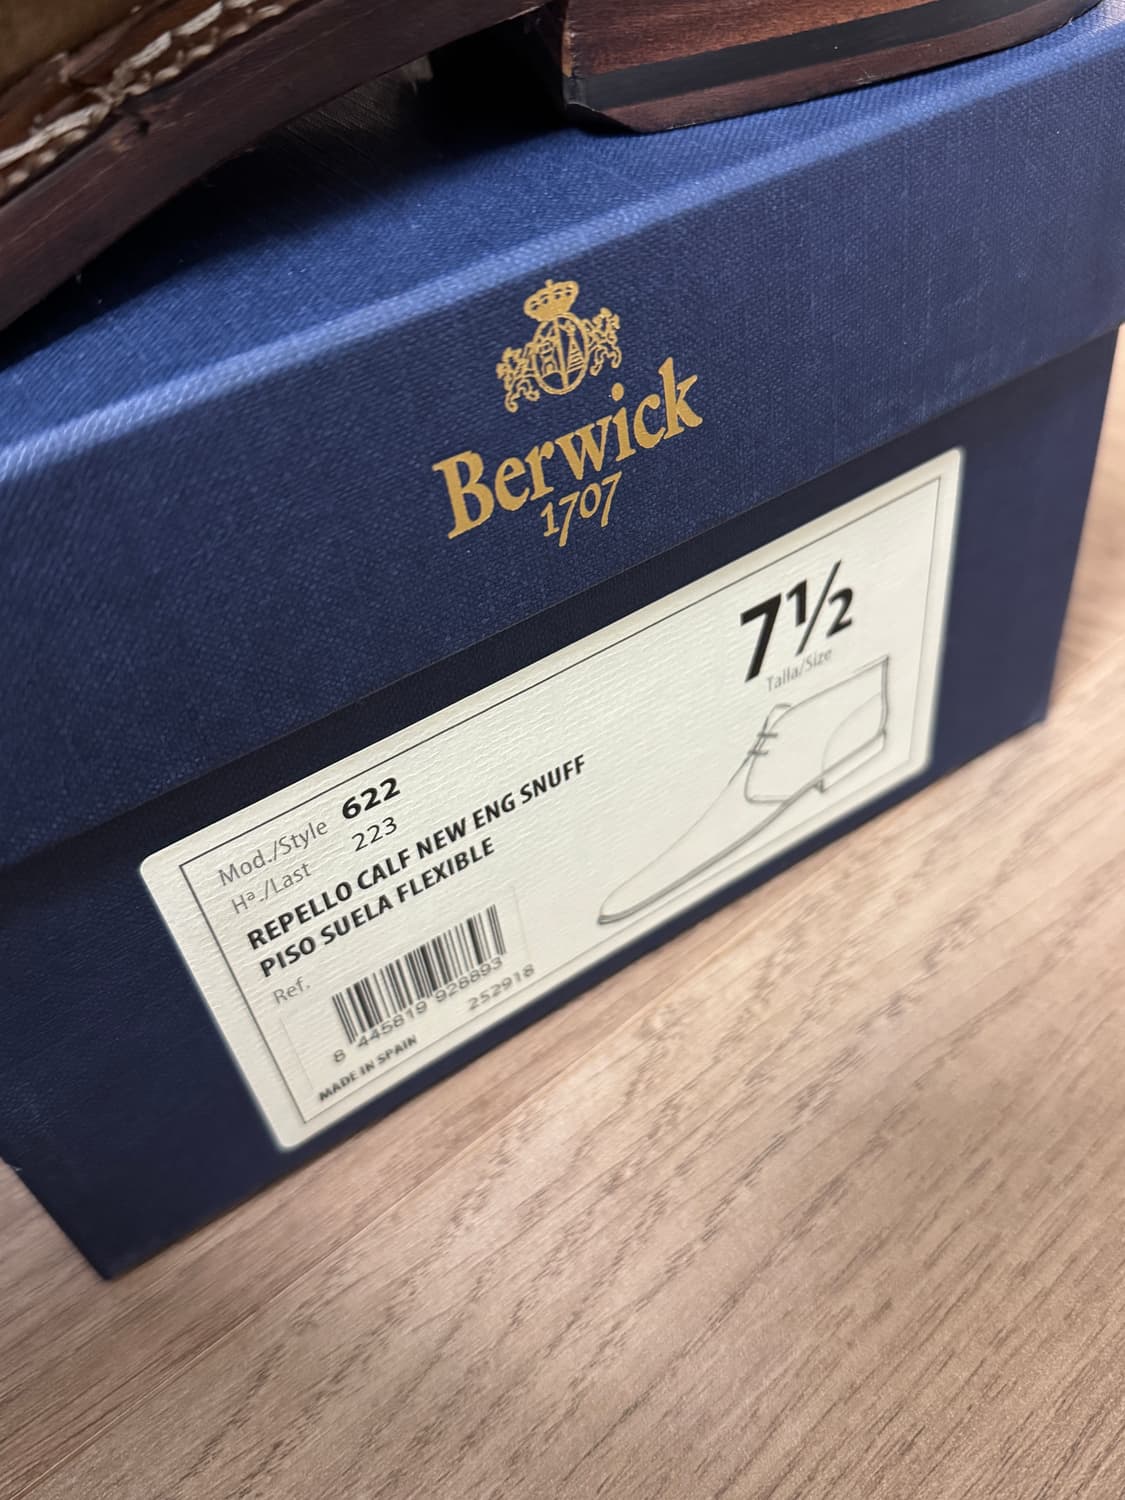 Berwick
1707
7½
Talla/Size
Mod./Style 622
Hª./Last 223
REPELLO CALF NEW ENG SNUFF
PISO SUELA FLEXIBLE
Ref.
8 445819 928893
252918
MADE IN SPAIN